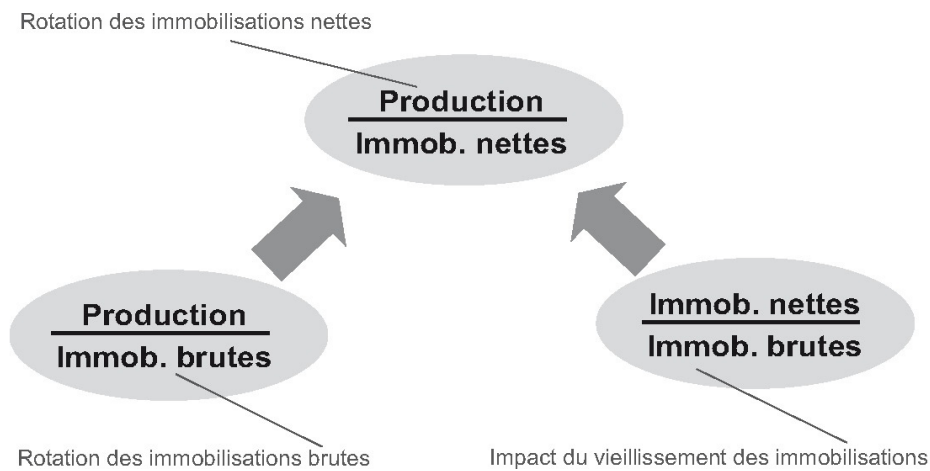 Rotation des immobilisations nettes
Production
Immob. nettes
Production
Immob. brutes
Immob. nettes
Immob. brutes
Rotation des immobilisations brutes
Impact du vieillissement des immobilisations